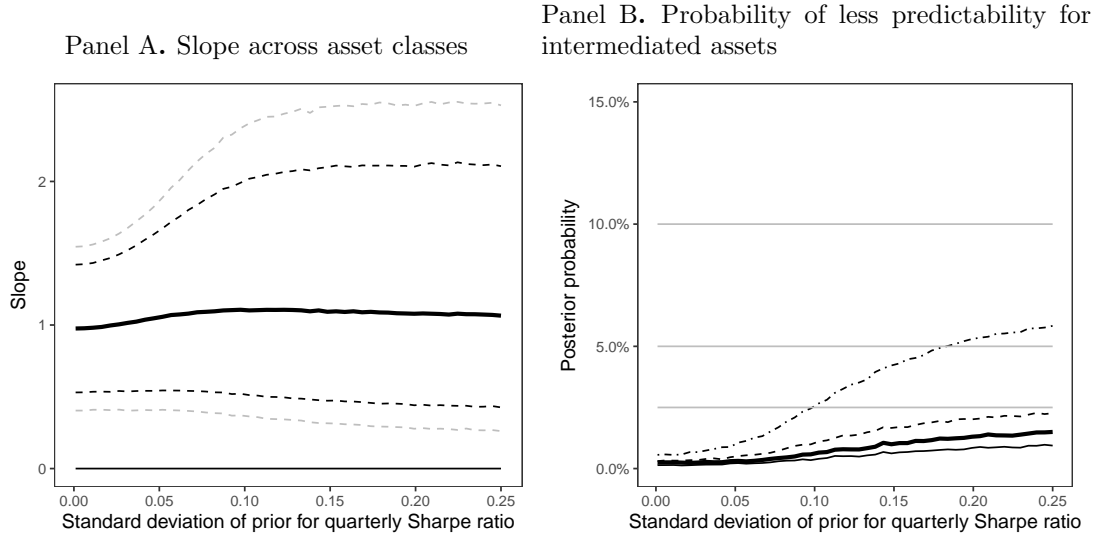 Panel A. Slope across asset classes
2
1
0
Slope
0.00 0.05 0.10 0.15 0.20 0.25
Standard deviation of prior for quarterly Sharpe ratio
Panel B. Probability of less predictability for
intermediated assets
15.0%
10.0%
5.0%
0.0%
Posterior probability
0.00 0.05 0.10 0.15 0.20 0.25
Standard deviation of prior for quarterly Sharpe ratio